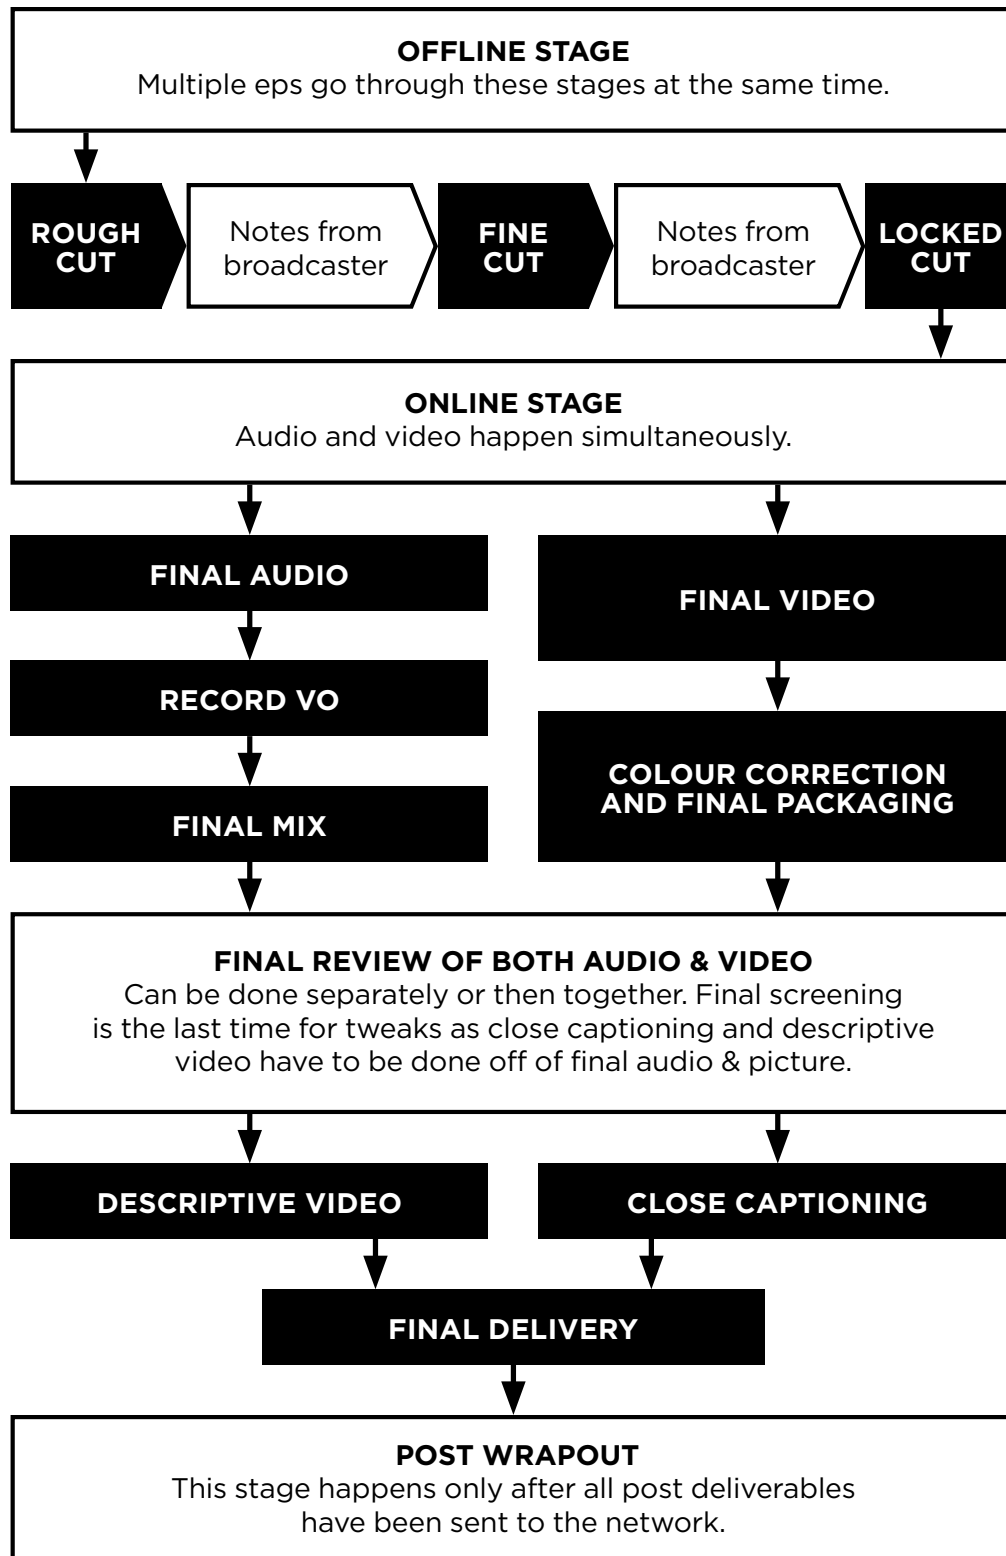 OFFLINE STAGE
Multiple eps go through these stages at the same time.
ROUGH
CUT
Notes from
broadcaster
FINE
CUT
Notes from
broadcaster
LOCKED
CUT
ONLINE STAGE
Audio and video happen simultaneously.
FINAL AUDIO
RECORD VO
FINAL MIX
FINAL VIDEO
COLOUR CORRECTION
AND FINAL PACKAGING
FINAL REVIEW OF BOTH AUDIO & VIDEO
Can be done separately or then together. Final screening
is the last time for tweaks as close captioning and descriptive
video have to be done off of final audio & picture.
DESCRIPTIVE VIDEO
CLOSE CAPTIONING
FINAL DELIVERY
POST WRAPOUT
This stage happens only after all post deliverables
have been sent to the network.